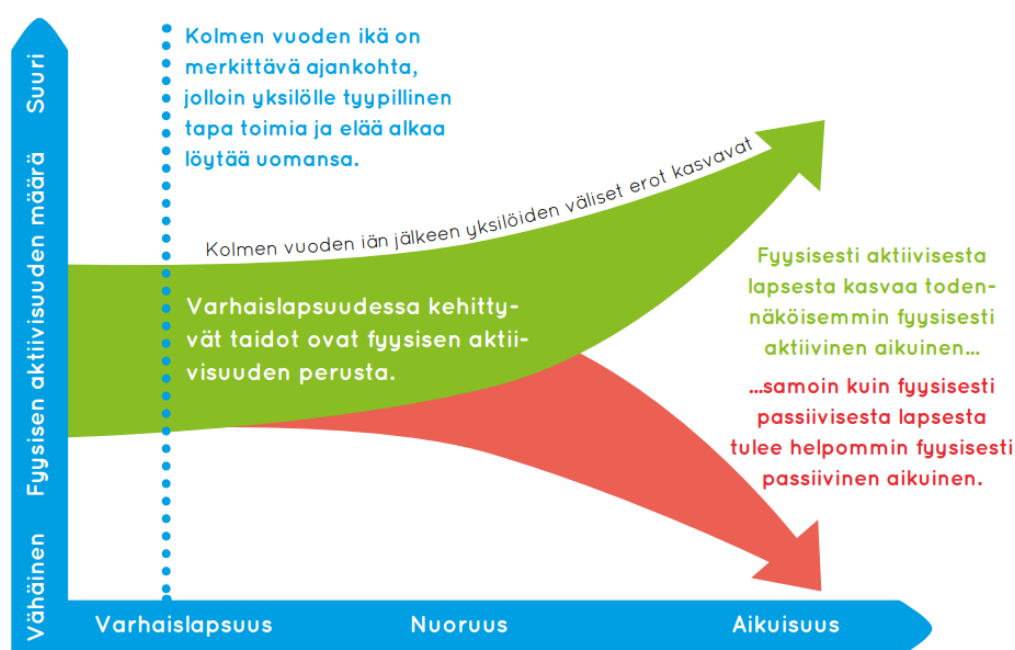 Kolmen vuoden ikä on
merkittävä ajankohta,
jolloin yksilölle tyypillinen
tapa toimia ja elää alkaa
löytää uomansa.
Suuri
Fyysisen aktiivisuuden määrä
Vähäinen
Kolmen vuoden iän jälkeen yksilöiden väliset erot kasvavat
Varhaislapsuudessa kehitty-
vät taidot ovat fyysisen aktii-
visuuden perusta.
Fyysisesti aktiivisesta
lapsesta kasvaa toden-
näköisemmin fyysisesti
aktiivinen aikuinen...
...samoin kuin fyysisesti
passiivisesta lapsesta
tulee helpommin fyysisesti
passiivinen aikuinen.
Varhaislapsuus
Nuoruus
Aikuisuus